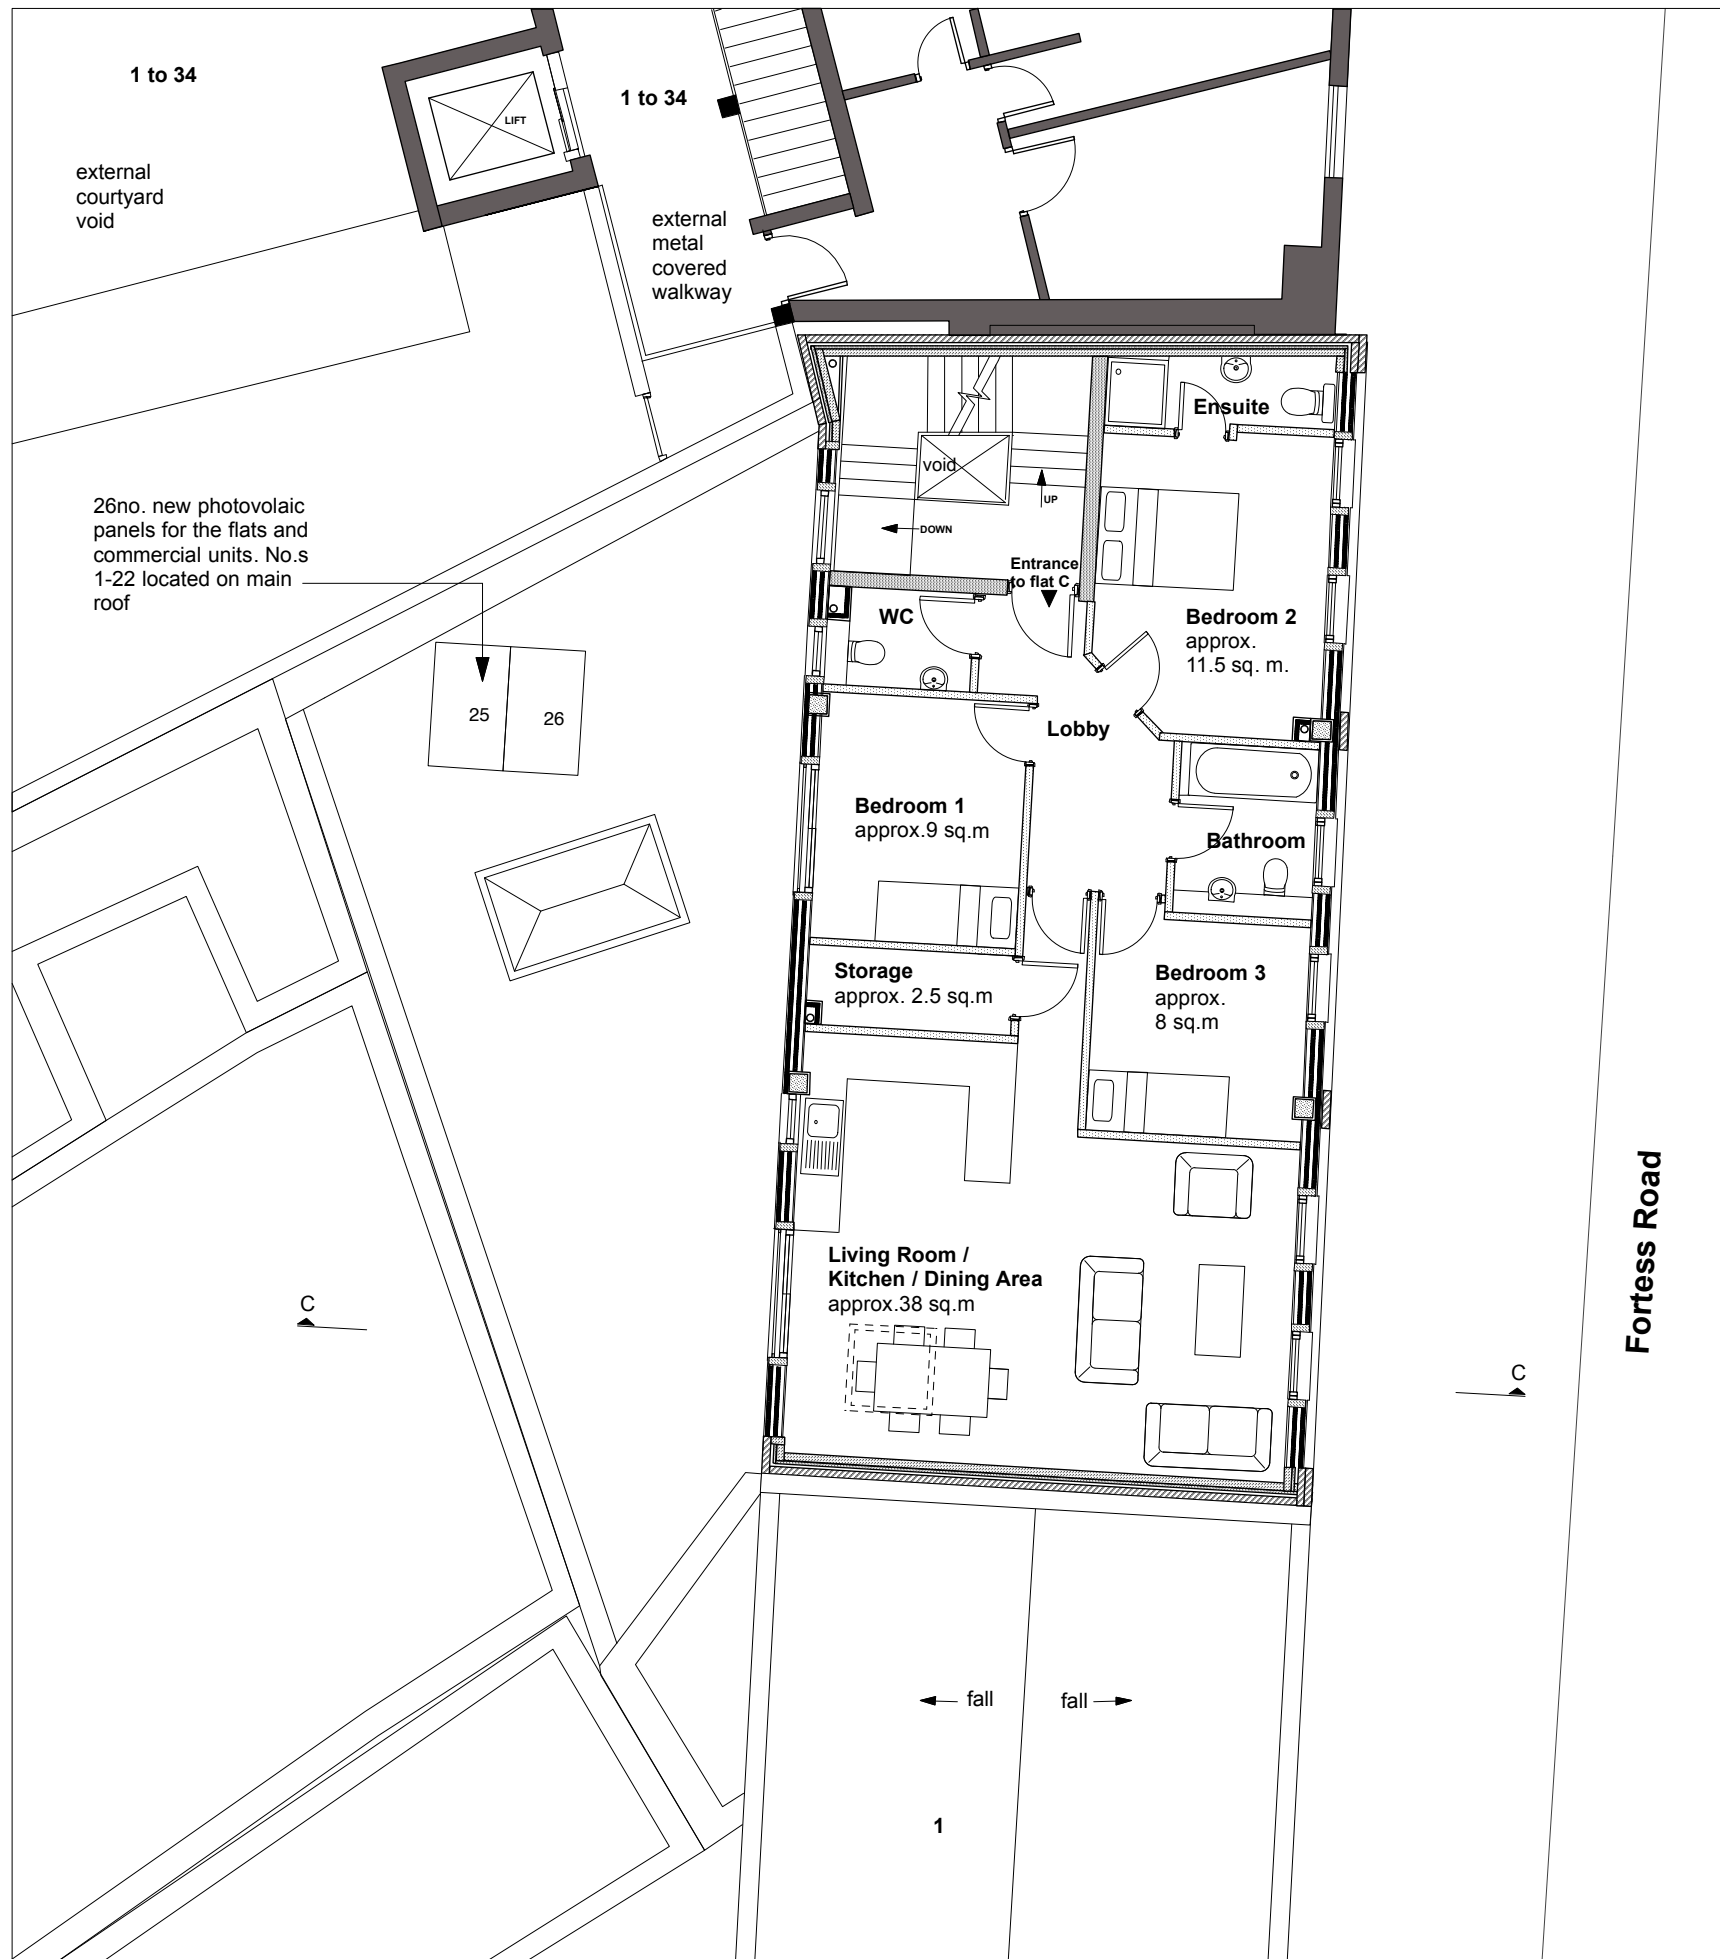 1 to 34
LIFT
1 to 34
external
courtyard
void
external
metal
covered
walkway
Ensuite
void
UP
DOWN
26no. new photovolaic
panels for the flats and
commercial units. No.s
1-22 located on main
roof
Entrance
to flat C
WC
Bedroom 2
approx.
11.5 sq. m.
25
26
Lobby
Bedroom 1
approx.9 sq.m
Bathroom
Storage
approx. 2.5 sq.m
Bedroom 3
approx.
8 sq.m
Living Room /
Kitchen / Dining Area
approx.38 sq.m
Fortess Road
C
C
fall
fall
1